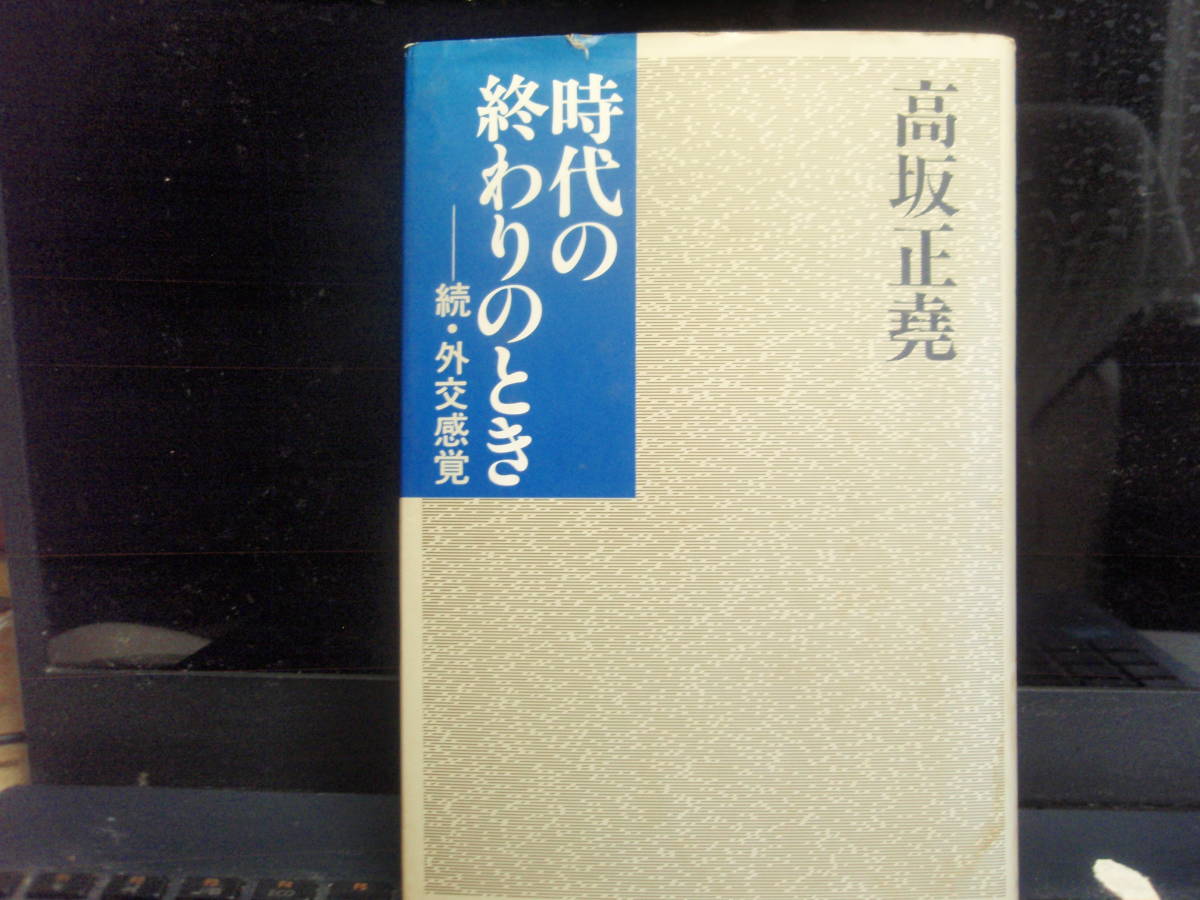 高坂正堯
時代の
終わりのとき
──続・外交感覚